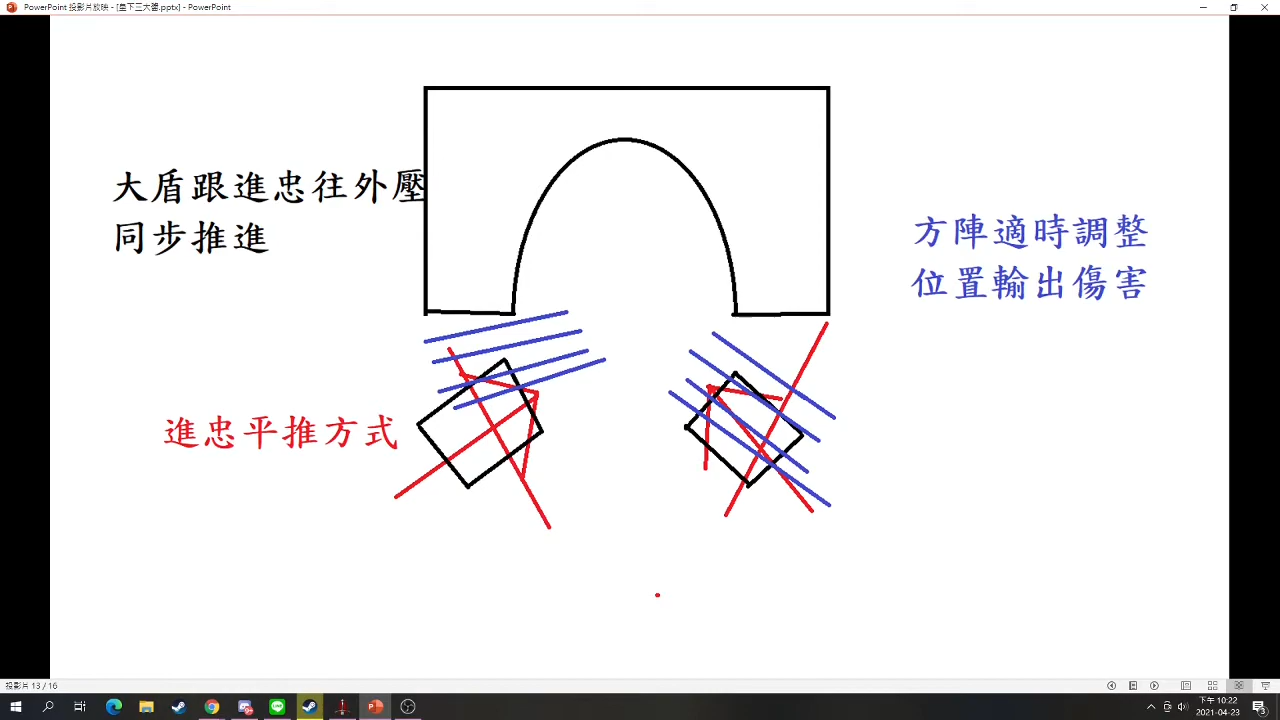 PowerPoint 投影片放映 - [皇下三大營.pptx] - PowerPoint
大盾跟進忠往外壓
同步推進
方陣適時調整
位置輸出傷害
進忠平推方式
投影片 13 / 16
下午 10:22
2021-04-29